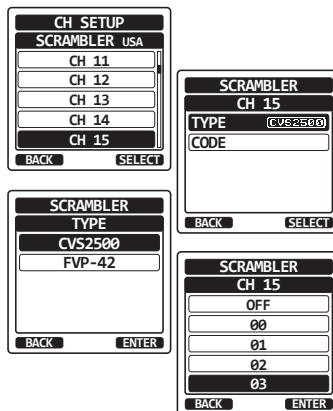 CH SETUP
SCRAMBLER USA
CH 11
CH 12
CH 13
CH 14
CH 15
BACK SELECT
SCRAMBLER
CH 15
TYPE CVS2500
CODE
BACK SELECT
SCRAMBLER
TYPE
CVS2500
FVP-42
BACK ENTER
SCRAMBLER
CH 15
OFF
00
01
02
03
BACK ENTER